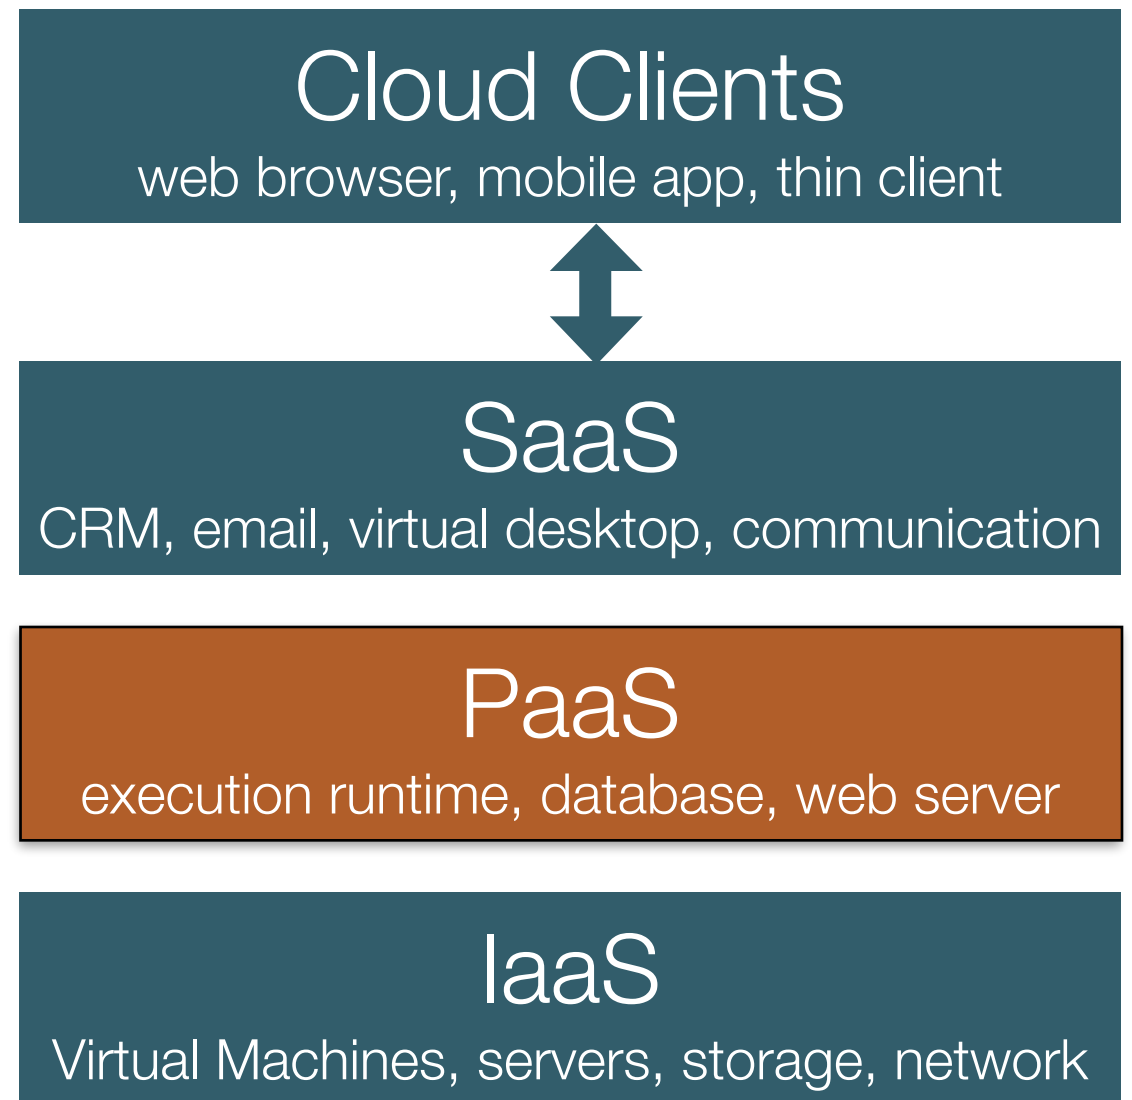 Cloud Clients
web browser, mobile app, thin client
SaaS
CRM, email, virtual desktop, communication
PaaS
execution runtime, database, web server
IaaS
Virtual Machines, servers, storage, network